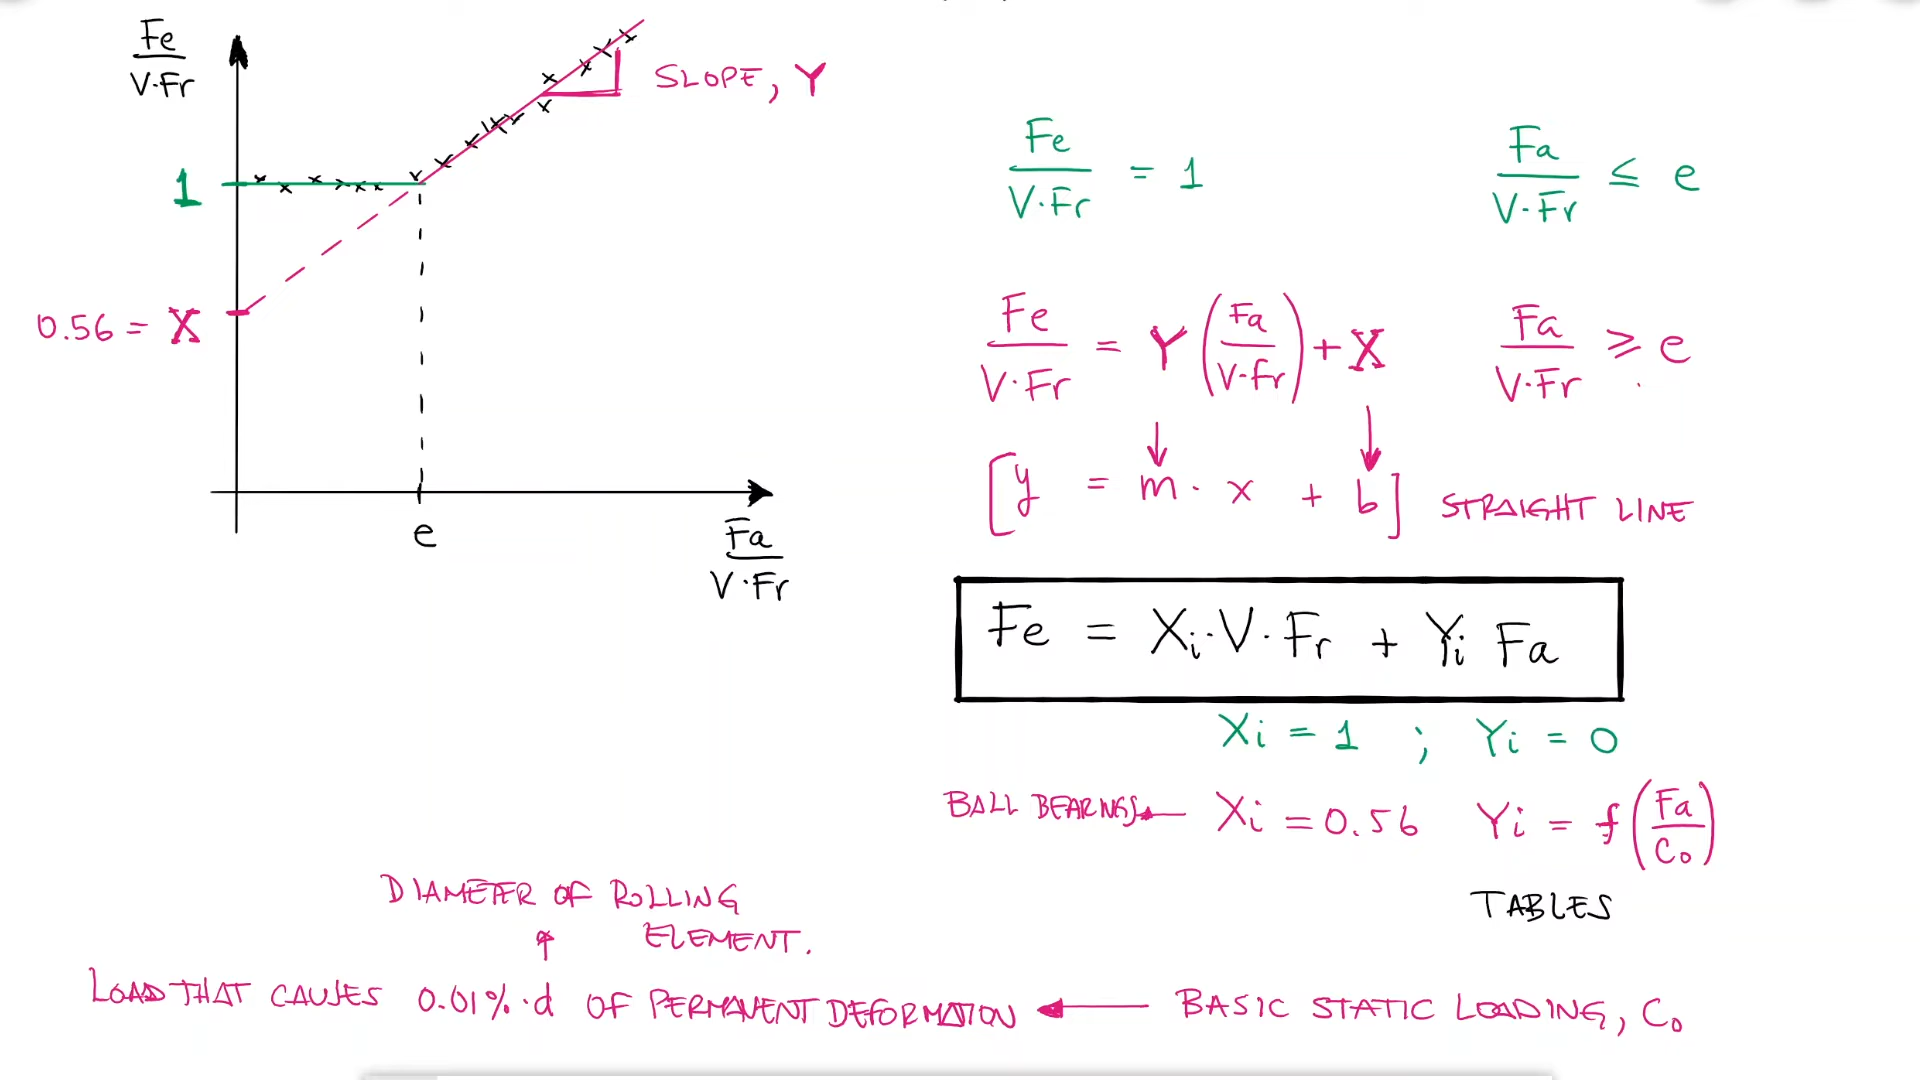 Fe
V·Fr
SLOPE, Y
1
0.56 = X
e
Fa
V·Fr
Fe / V·Fr = 1    Fa / V·Fr ≤ e
Fe / V·Fr = Y (Fa / V·Fr) + X    Fa / V·Fr ≥ e
[y = m · x + b] STRAIGHT LINE
Fe = Xi·V·Fr + Yi Fa
Xi = 1 ; Yi = 0
BALL BEARINGS Xi = 0.56 Yi = f(Fa / Co)
TABLES
DIAMETER OF ROLLING
ELEMENT.
LOAD THAT CAUSES 0.01%·d OF PERMANENT DEFORMATION ← BASIC STATIC LOADING, Co